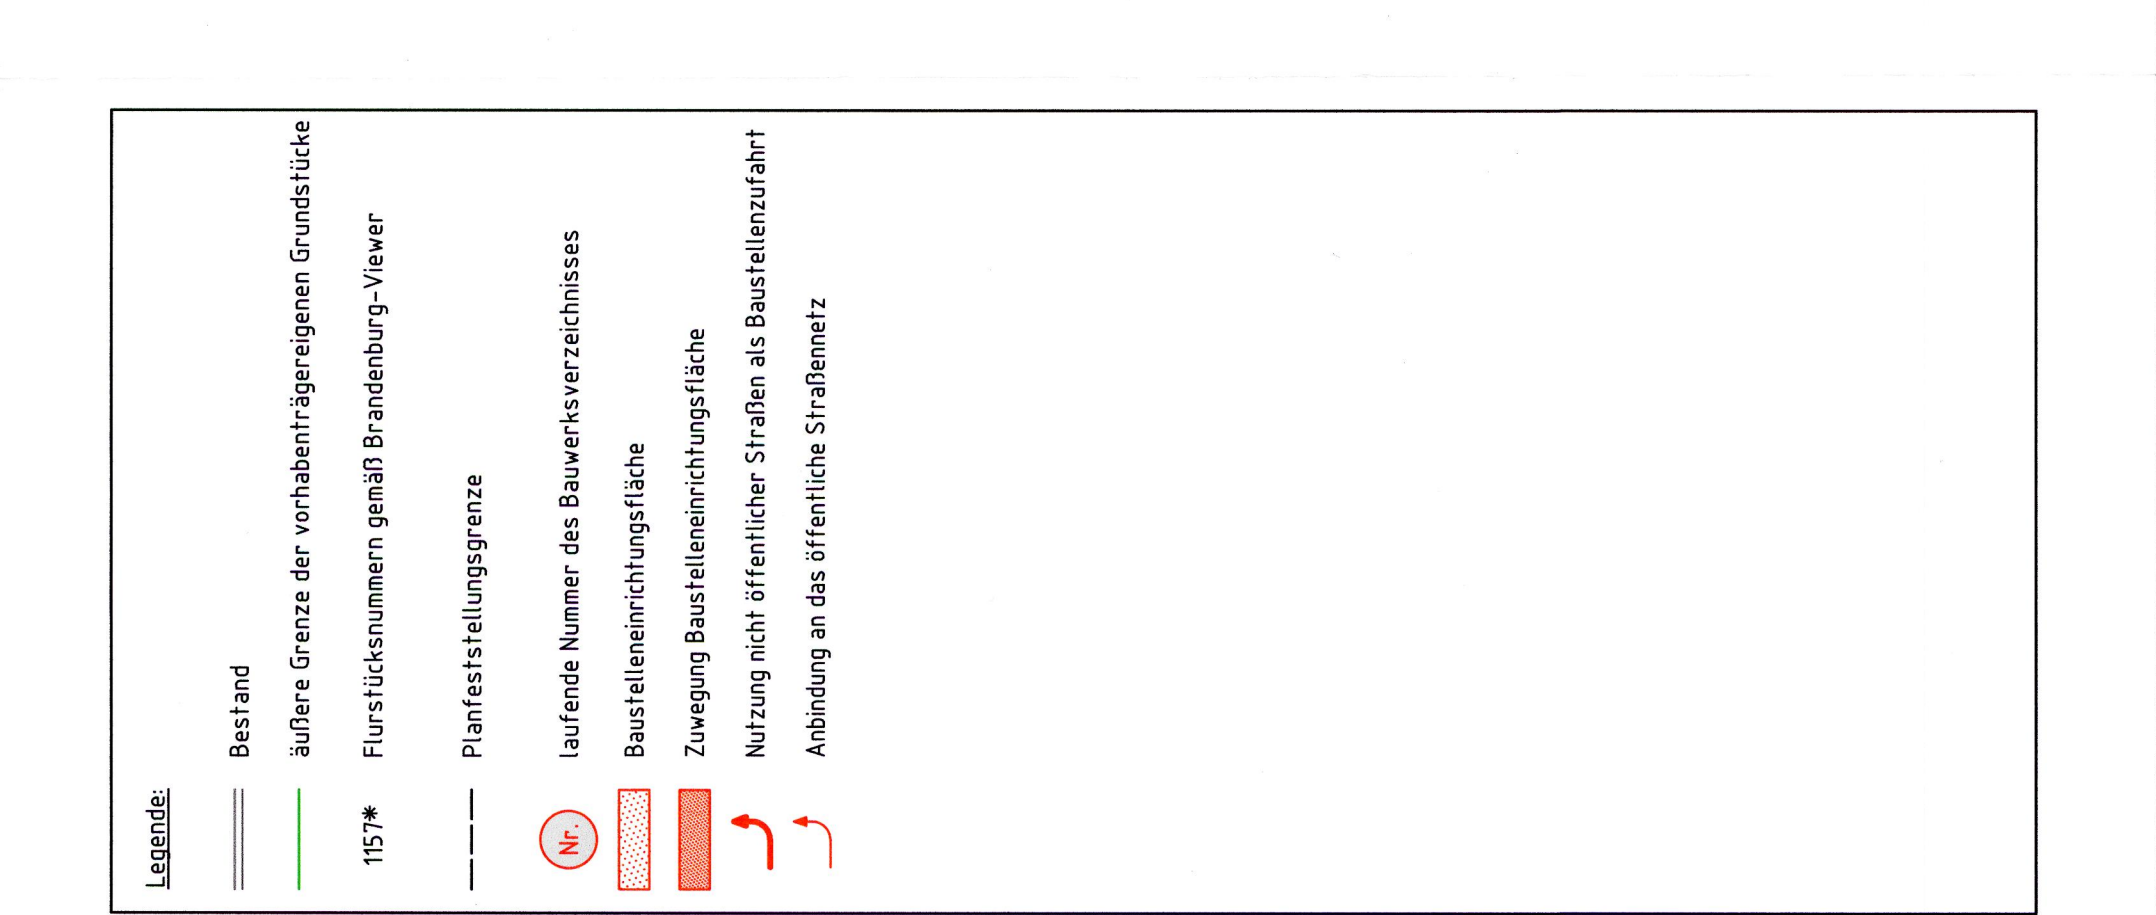 Legende:
Bestand
äußere Grenze der vorhabenträgereigenen Grundstücke
1157* Flurstücksnummern gemäß Brandenburg-Viewer
Planfeststellungsgrenze
Nr. laufende Nummer des Bauwerksverzeichnisses
Baustelleneinrichtungsfläche
Zuwegung Baustelleneinrichtungsfläche
Nutzung nicht öffentlicher Straßen als Baustellenzufahrt
Anbindung an das öffentliche Straßennetz